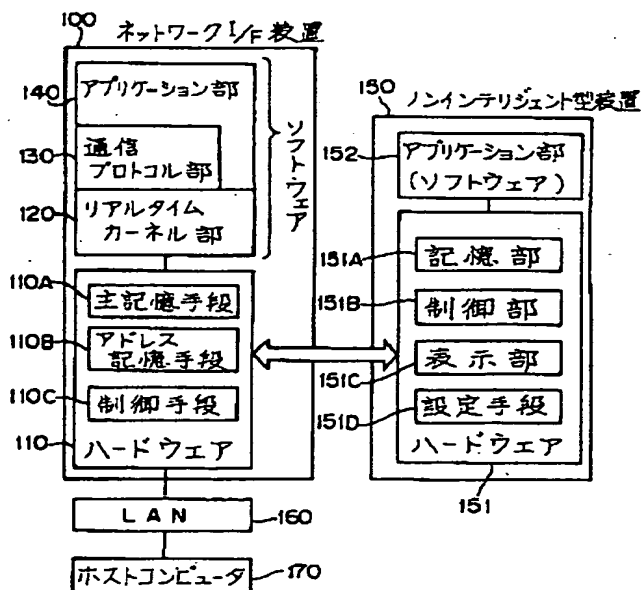 100
ネットワークI/F装置
140
アプリケーション部
130
通信
プロトコル部
120
リアルタイム
カーネル部
ソフトウェア
110A
主記憶手段
110B
アドレス
記憶手段
110C
制御手段
110
ハードウェア
LAN
160
ホストコンピュータ
170
150
ノンインテリジェント型装置
152
アプリケーション部
(ソフトウェア)
151A
記憶部
151B
制御部
151C
表示部
151D
設定手段
ハードウェア
151